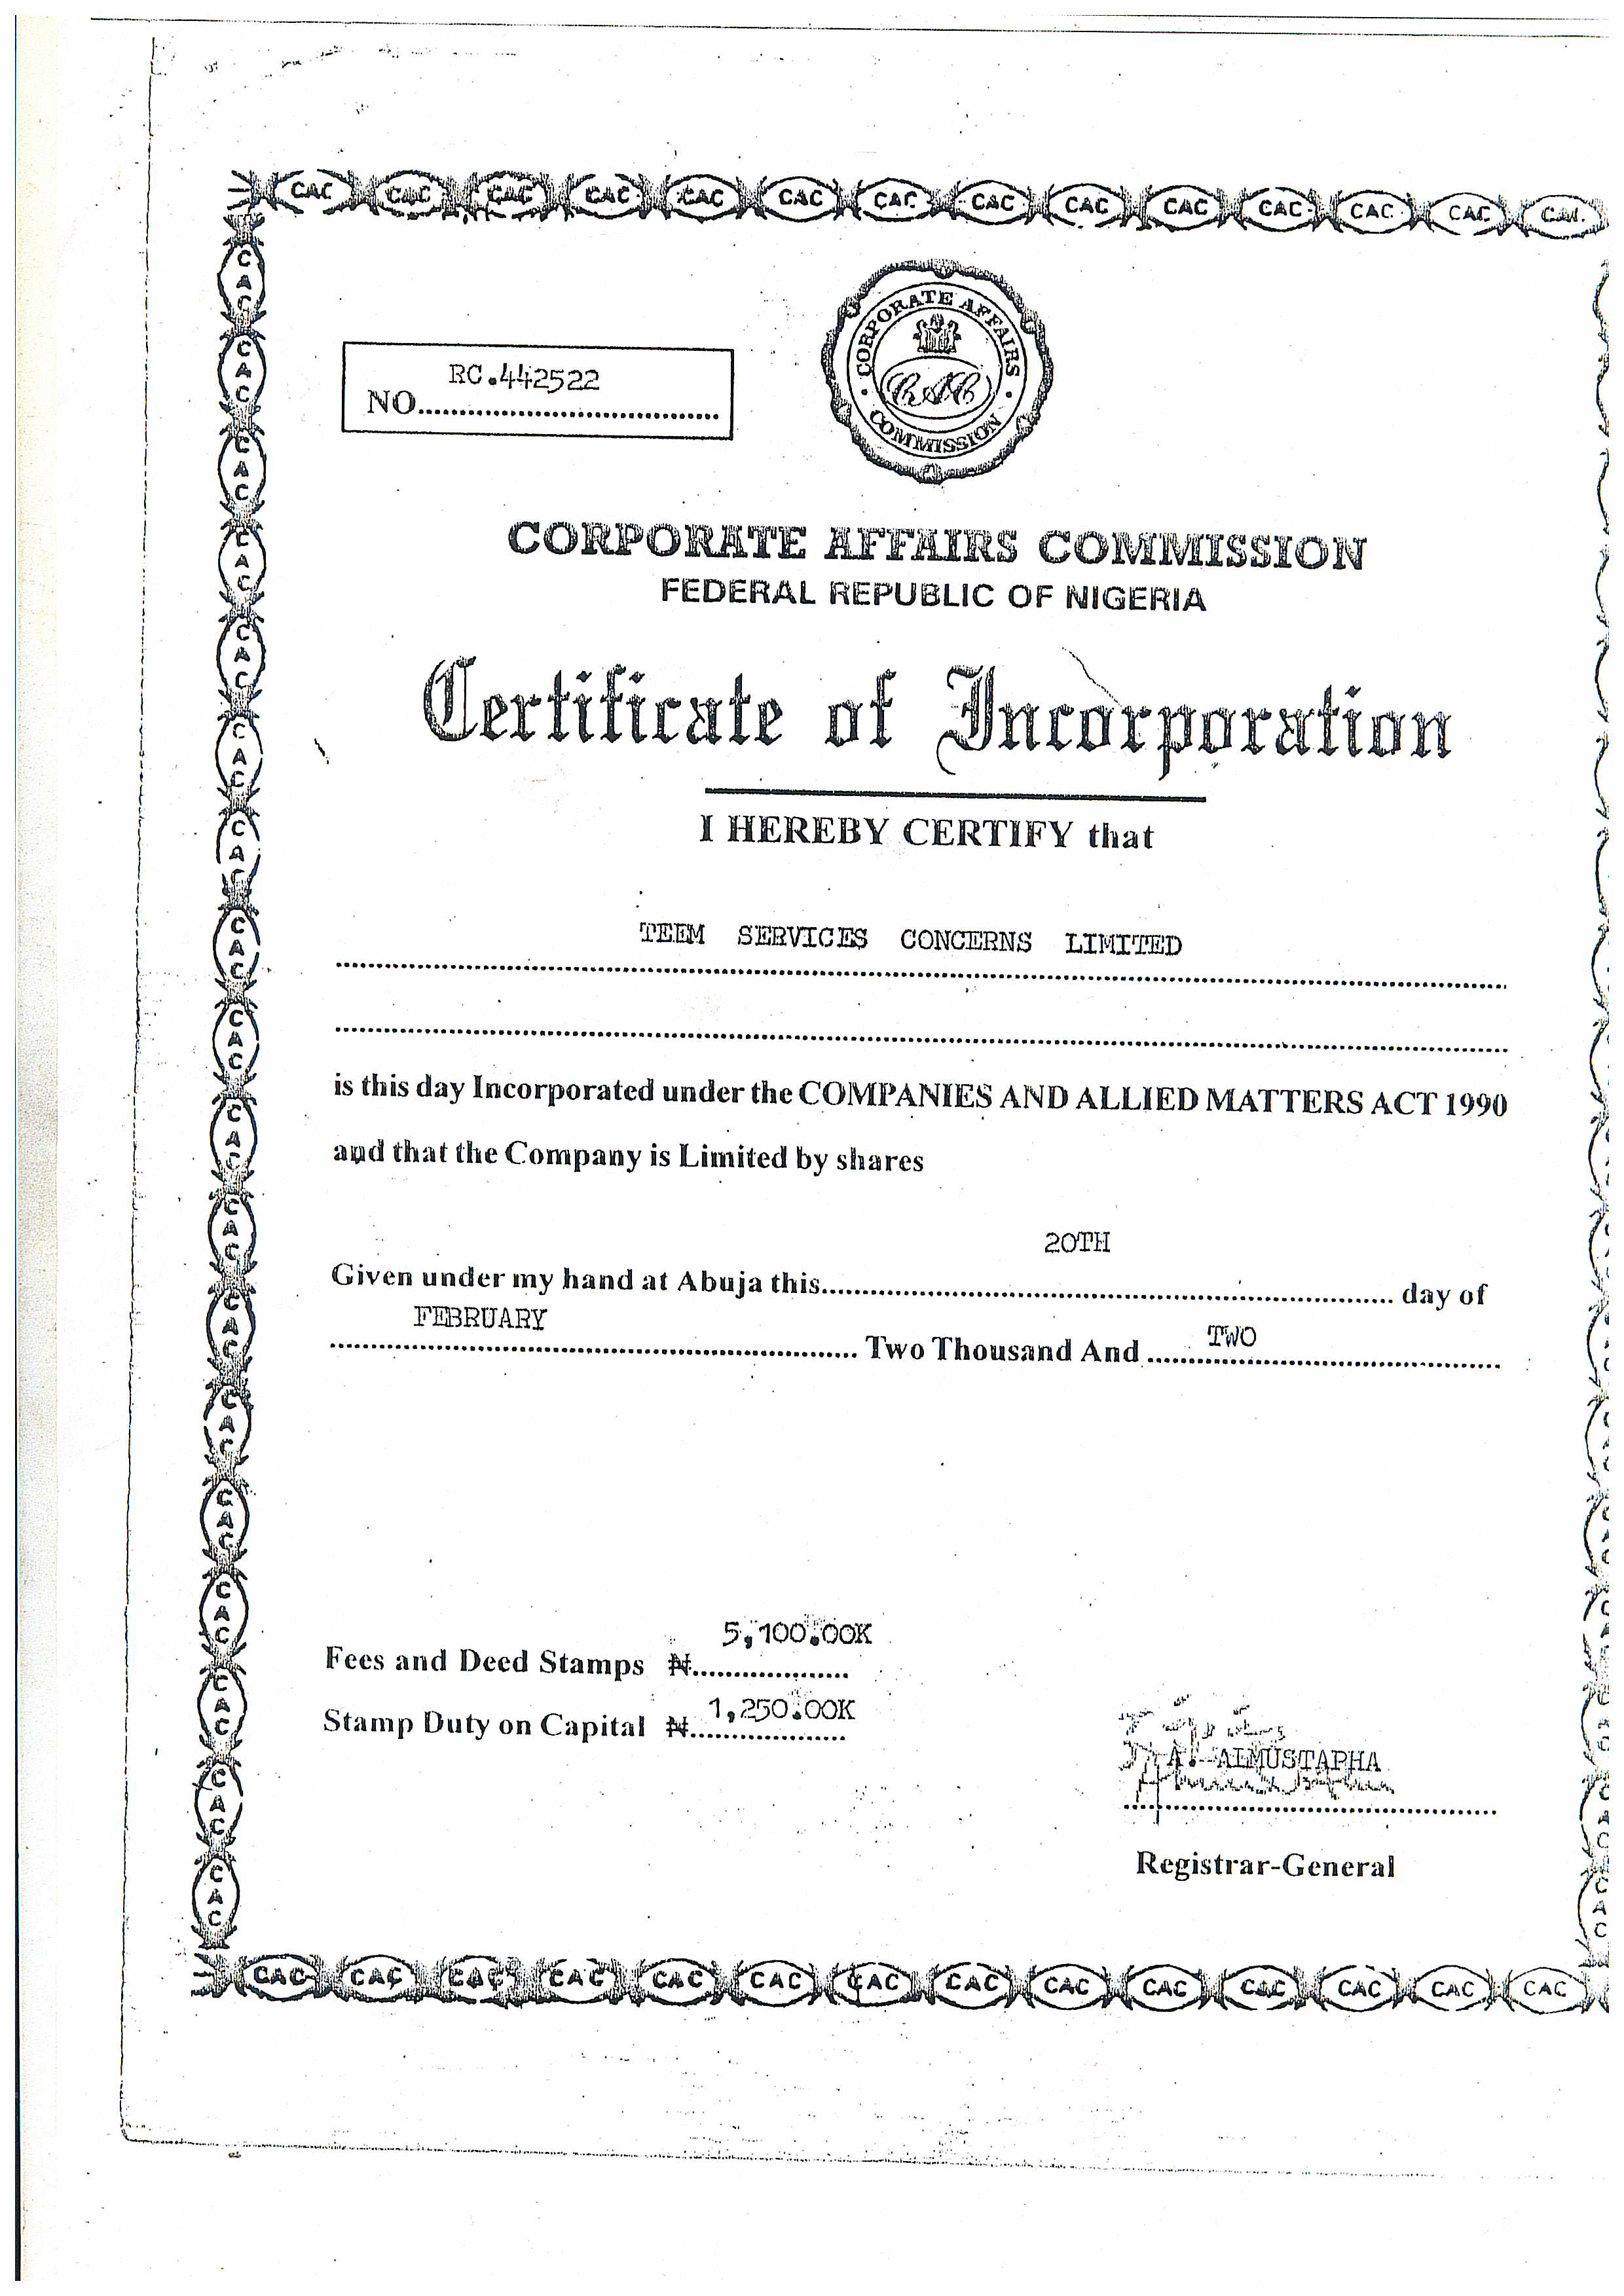 RC.442522
NO
CORPORATE AFFAIRS COMMISSION
CAC
CORPORATE AFFAIRS COMMISSION
FEDERAL REPUBLIC OF NIGERIA
Certificate of Incorporation
I HEREBY CERTIFY that
TEEM SERVICES CONCERNS LIMITED
is this day Incorporated under the COMPANIES AND ALLIED MATTERS ACT 1990
and that the Company is Limited by shares
20TH
Given under my hand at Abuja this day of
FEBRUARY Two Thousand And TWO
5,100.00K
Fees and Deed Stamps ₦
1,250.00K
Stamp Duty on Capital ₦
A. ALMUSTAPHA
Registrar-General